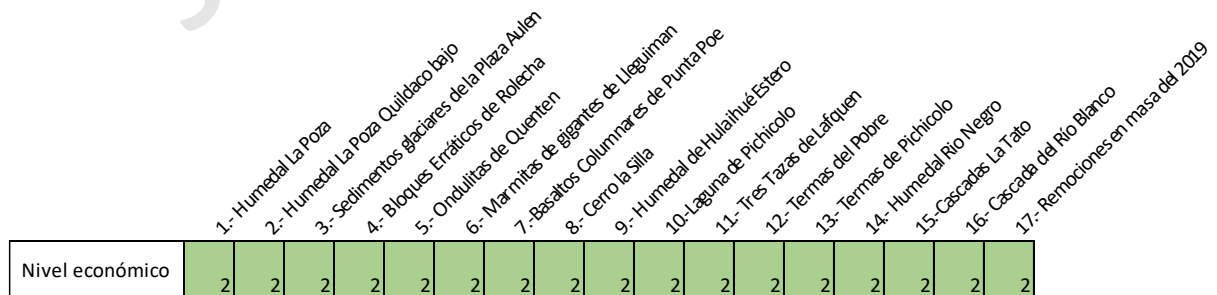 1.- Humedal La Poza
2.- Humedal La Poza Quildaco bajo
3.- Sedimentos glaciares de la Plaza Aulen
4.- Bloques Erráticos de Rolecha
5.- Ondulitas de Quenten
6.- Marmitas de gigantes de Lleguiman
7.-Basaltos Columnares de Punta Poe
8.- Cerro la Silla
9.- Humedal de Hulaihué Estero
10.-Laguna de Pichicolo
11.- Tres Tazas de Lafquen
12.- Termas del Pobre
13.- Termas de Pichicolo
14.- Humedal Rio Negro
15.-Cascadas La Tato
16.- Cascada del Río Blanco
17.- Remociones en masa del 2019
Nivel económico 2 2 2 2 2 2 2 2 2 2 2 2 2 2 2 2 2